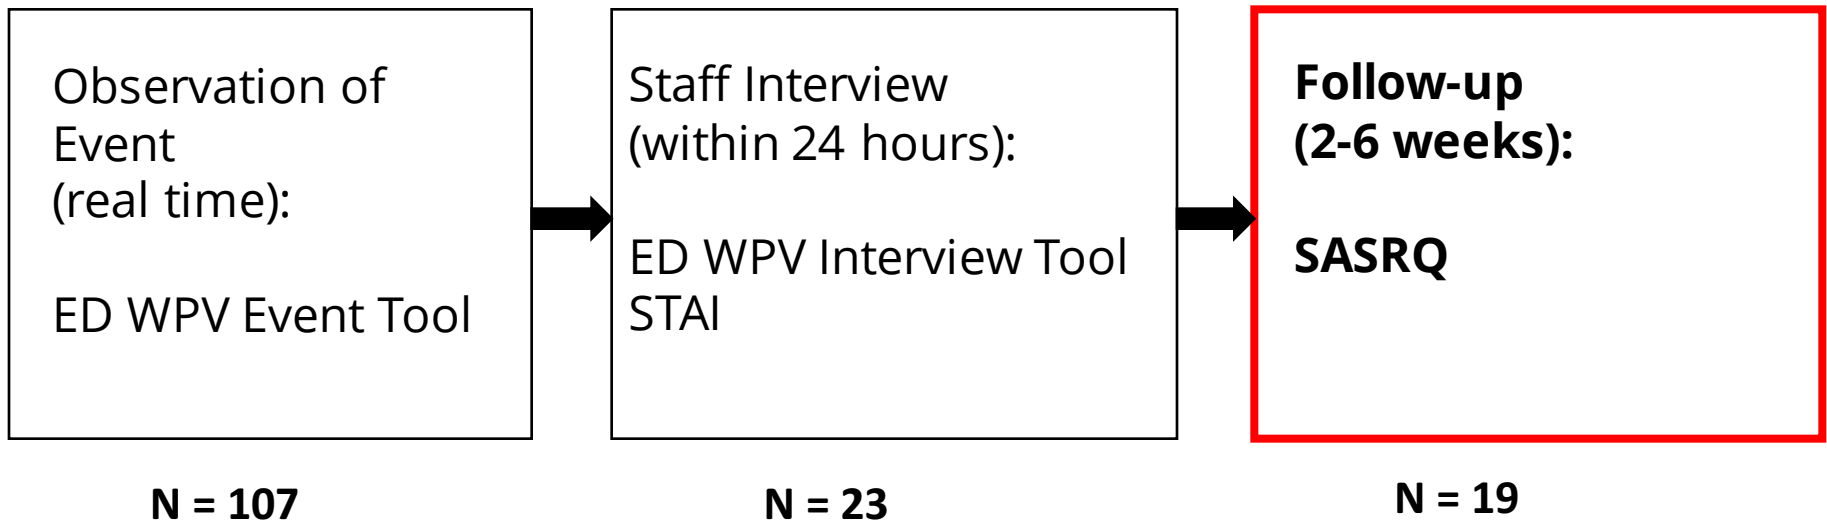 Observation of
Event
(real time):
ED WPV Event Tool
N = 107
Staff Interview
(within 24 hours):
ED WPV Interview Tool
STAI
N = 23
Follow-up
(2-6 weeks):
SASRQ
N = 19